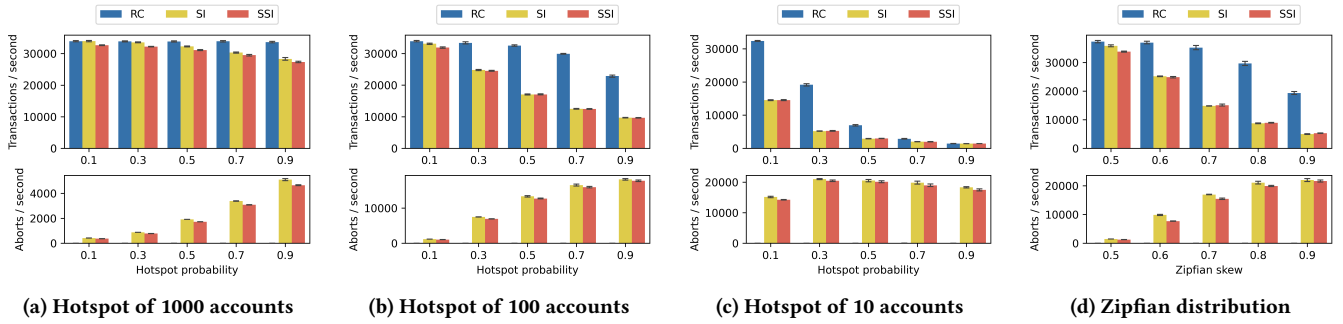 RC SI SSI
Transactions / second
30000
20000
10000
0
0.1 0.3 0.5 0.7 0.9
Aborts / second
4000
2000
0
0.1 0.3 0.5 0.7 0.9
Hotspot probability
(a) Hotspot of 1000 accounts
RC SI SSI
Transactions / second
30000
20000
10000
0
0.1 0.3 0.5 0.7 0.9
Aborts / second
10000
0
0.1 0.3 0.5 0.7 0.9
Hotspot probability
(b) Hotspot of 100 accounts
RC SI SSI
Transactions / second
30000
20000
10000
0
0.1 0.3 0.5 0.7 0.9
Aborts / second
20000
10000
0
0.1 0.3 0.5 0.7 0.9
Hotspot probability
(c) Hotspot of 10 accounts
RC SI SSI
Transactions / second
30000
20000
10000
0
0.5 0.6 0.7 0.8 0.9
Aborts / second
20000
10000
0
0.5 0.6 0.7 0.8 0.9
Zipfian skew
(d) Zipfian distribution